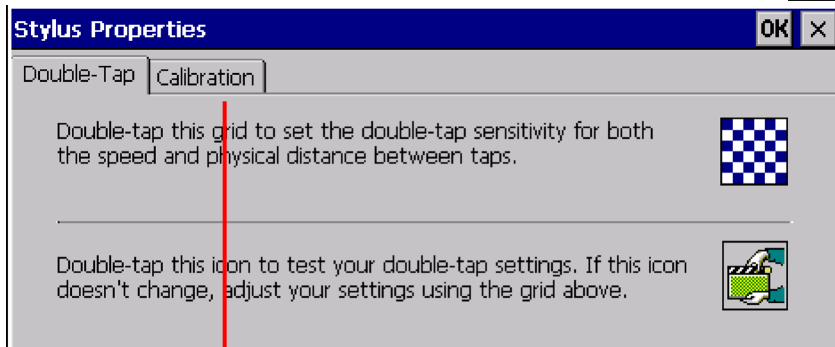 Stylus Properties OK ×
Double-Tap Calibration
Double-tap this grid to set the double-tap sensitivity for both
the speed and physical distance between taps.
Double-tap this icon to test your double-tap settings. If this icon
doesn't change, adjust your settings using the grid above.